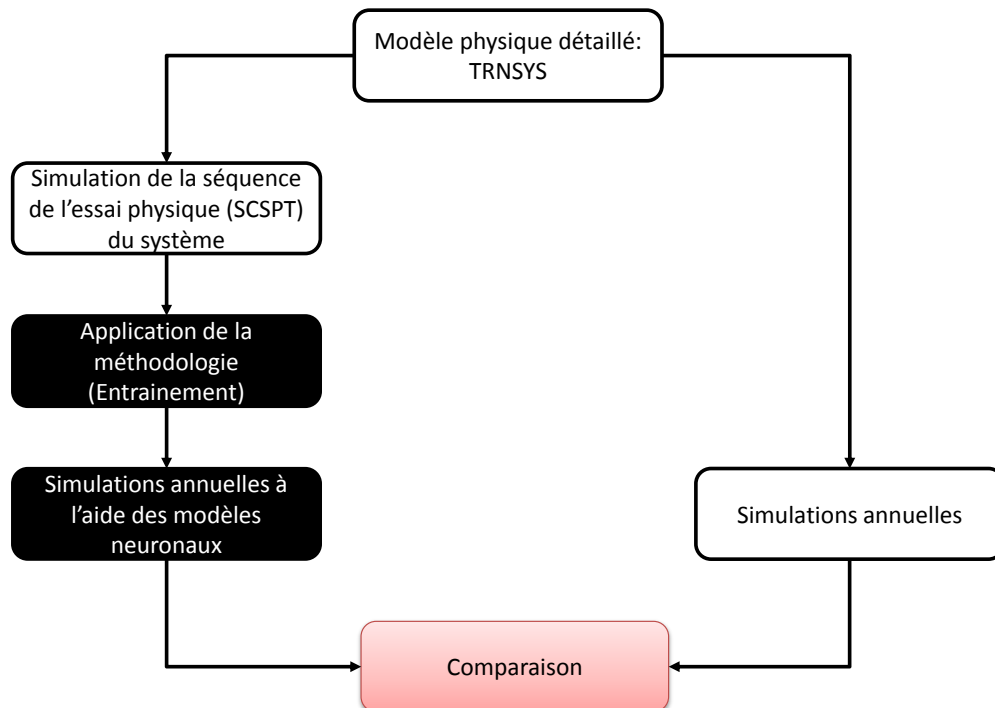 Modèle physique détaillé:
TRNSYS
Simulation de la séquence
de l’essai physique (SCSPT)
du système
Application de la
méthodologie
(Entrainement)
Simulations annuelles à
l’aide des modèles
neuronaux
Simulations annuelles
Comparaison